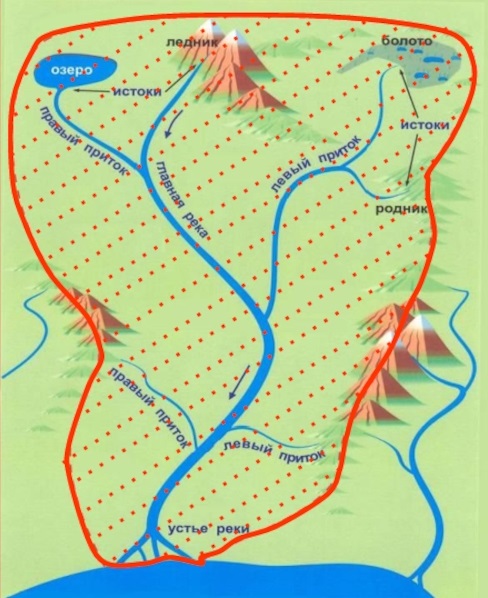 ледник
болото
озеро
истоки
истоки
правый приток
левый приток
главная река
родник
правый приток
левый приток
устье реки